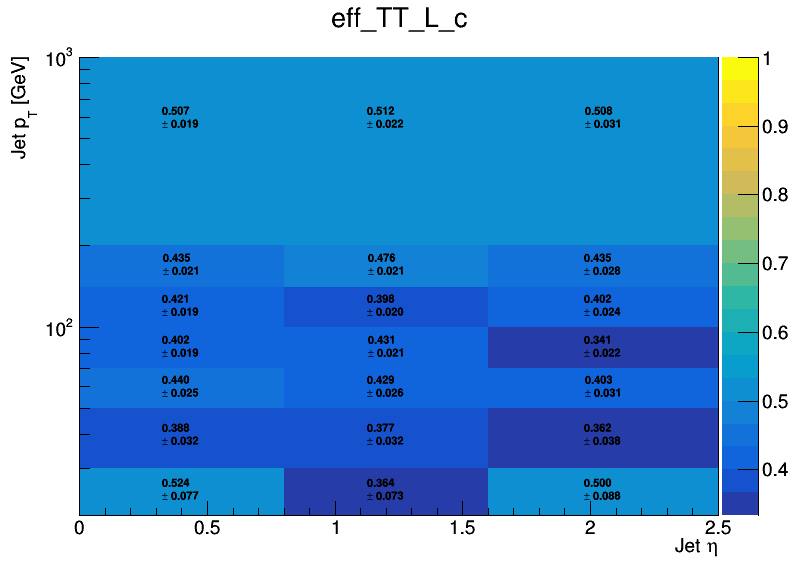 eff_TT_L_c
Jet p_T [GeV]
10^3
10^2
0.507 0.512 0.508
± 0.019 ± 0.022 ± 0.031
0.435 0.476 0.435
± 0.021 ± 0.021 ± 0.028
0.421 0.398 0.402
± 0.019 ± 0.020 ± 0.024
0.402 0.431 0.341
± 0.019 ± 0.021 ± 0.022
0.440 0.429 0.403
± 0.025 ± 0.026 ± 0.031
0.388 0.377 0.362
± 0.032 ± 0.032 ± 0.038
0.524 0.364 0.500
± 0.077 ± 0.073 ± 0.088
0 0.5 1 1.5 2 2.5
Jet η
1
0.9
0.8
0.7
0.6
0.5
0.4